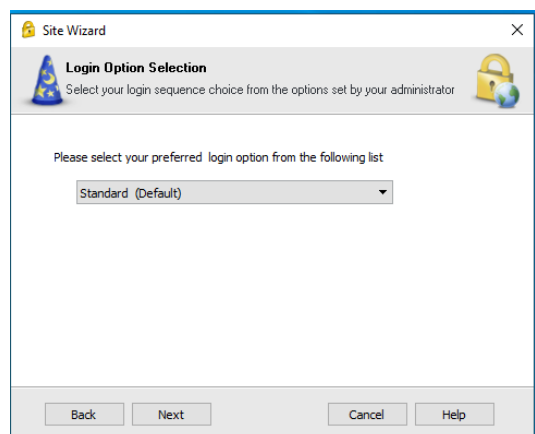 Site Wizard
Login Option Selection
Select your login sequence choice from the options set by your administrator
Please select your preferred login option from the following list
Standard (Default)
Back Next Cancel Help